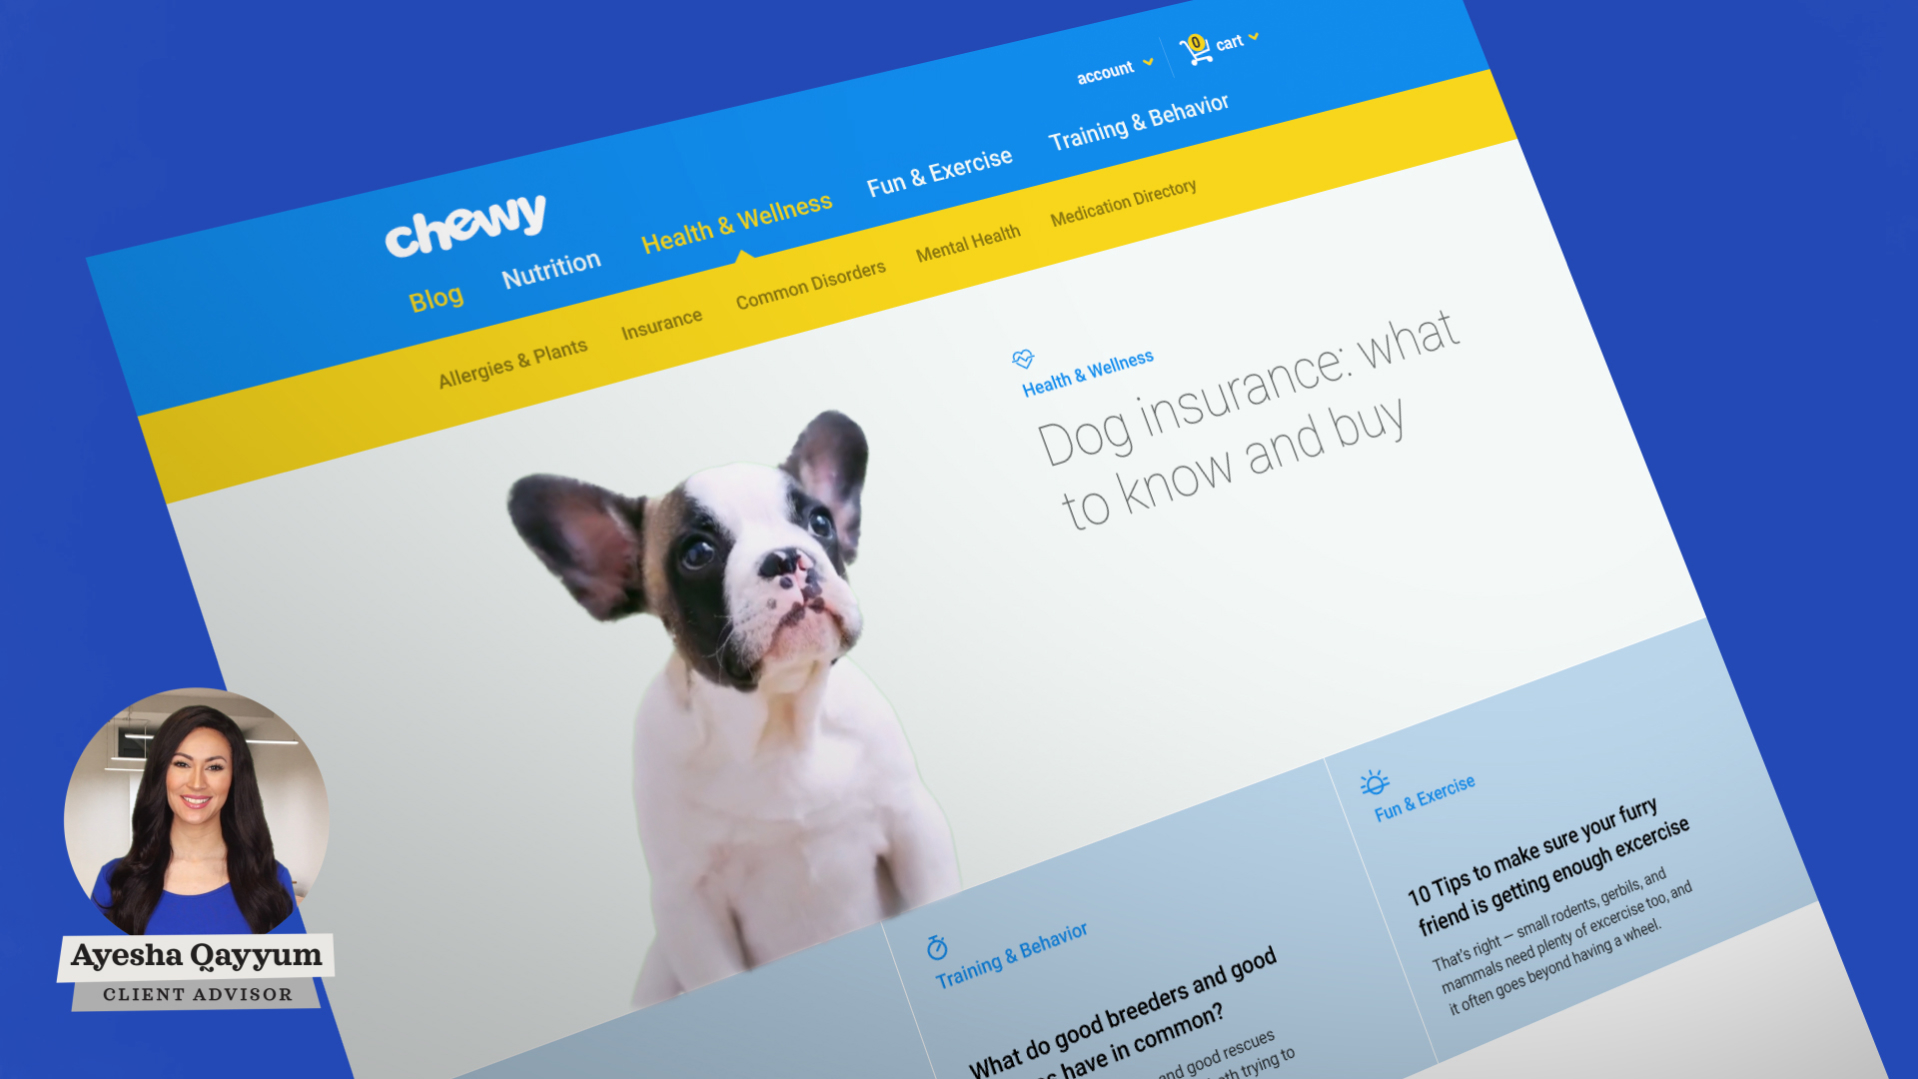 account
0
cart
chewy
Blog
Nutrition
Health & Wellness
Fun & Exercise
Training & Behavior
Allergies & Plants
Insurance
Common Disorders
Mental Health
Medication Directory
Health & Wellness
Dog insurance: what
to know and buy
Training & Behavior
What do good breeders and good
have in common?
and good rescues
trying to
Fun & Exercise
10 Tips to make sure your furry
friend is getting enough excercise
That's right — small rodents, gerbils, and
mammals need plenty of excercise too, and
it often goes beyond having a wheel.
Ayesha Qayyum
CLIENT ADVISOR